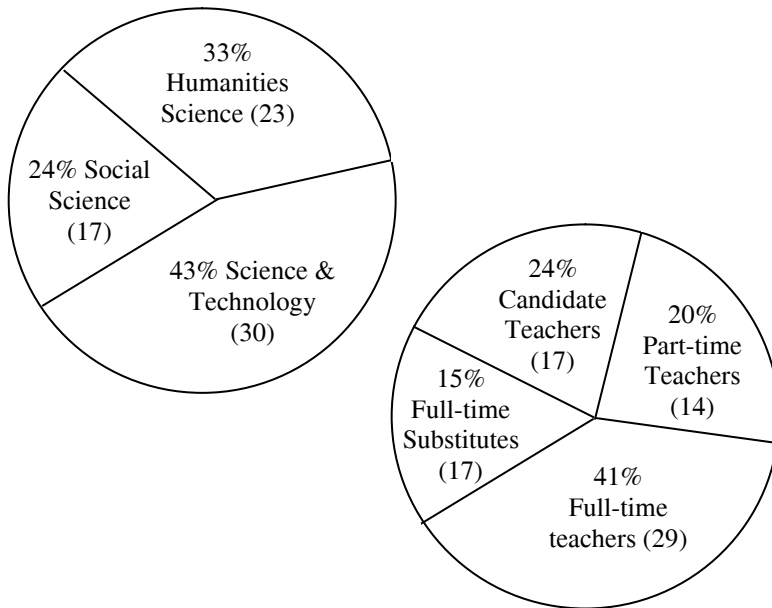 33%
Humanities
Science (23)
24% Social
Science
(17)
43% Science &
Technology
(30)
24%
Candidate
Teachers
(17)
20%
Part-time
Teachers
(14)
15%
Full-time
Substitutes
(17)
41%
Full-time
teachers (29)